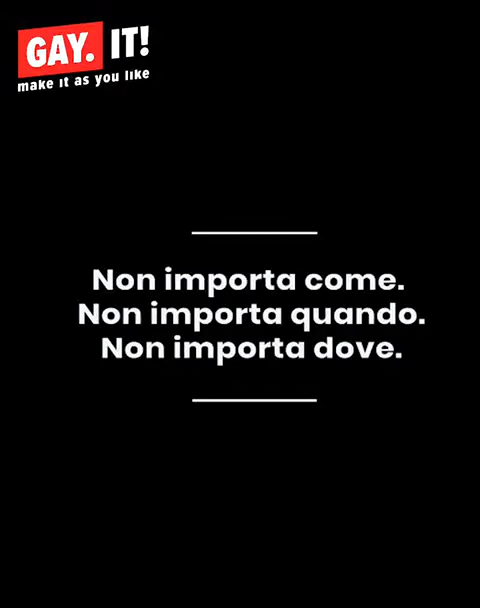 GAY. IT!
make it as you like
Non importa come.
Non importa quando.
Non importa dove.